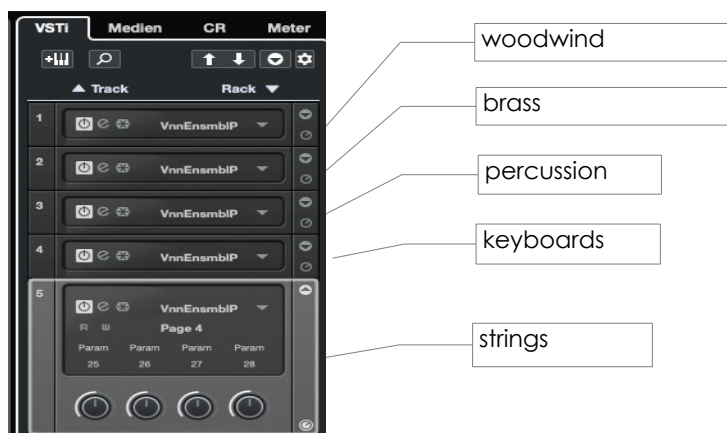 VSTi Medien CR Meter
▲ Track Rack ▼
1 VnnEnsmblP
2 VnnEnsmblP
3 VnnEnsmblP
4 VnnEnsmblP
5 VnnEnsmblP
R W Page 4
Param Param Param Param
25 26 27 28
woodwind
brass
percussion
keyboards
strings